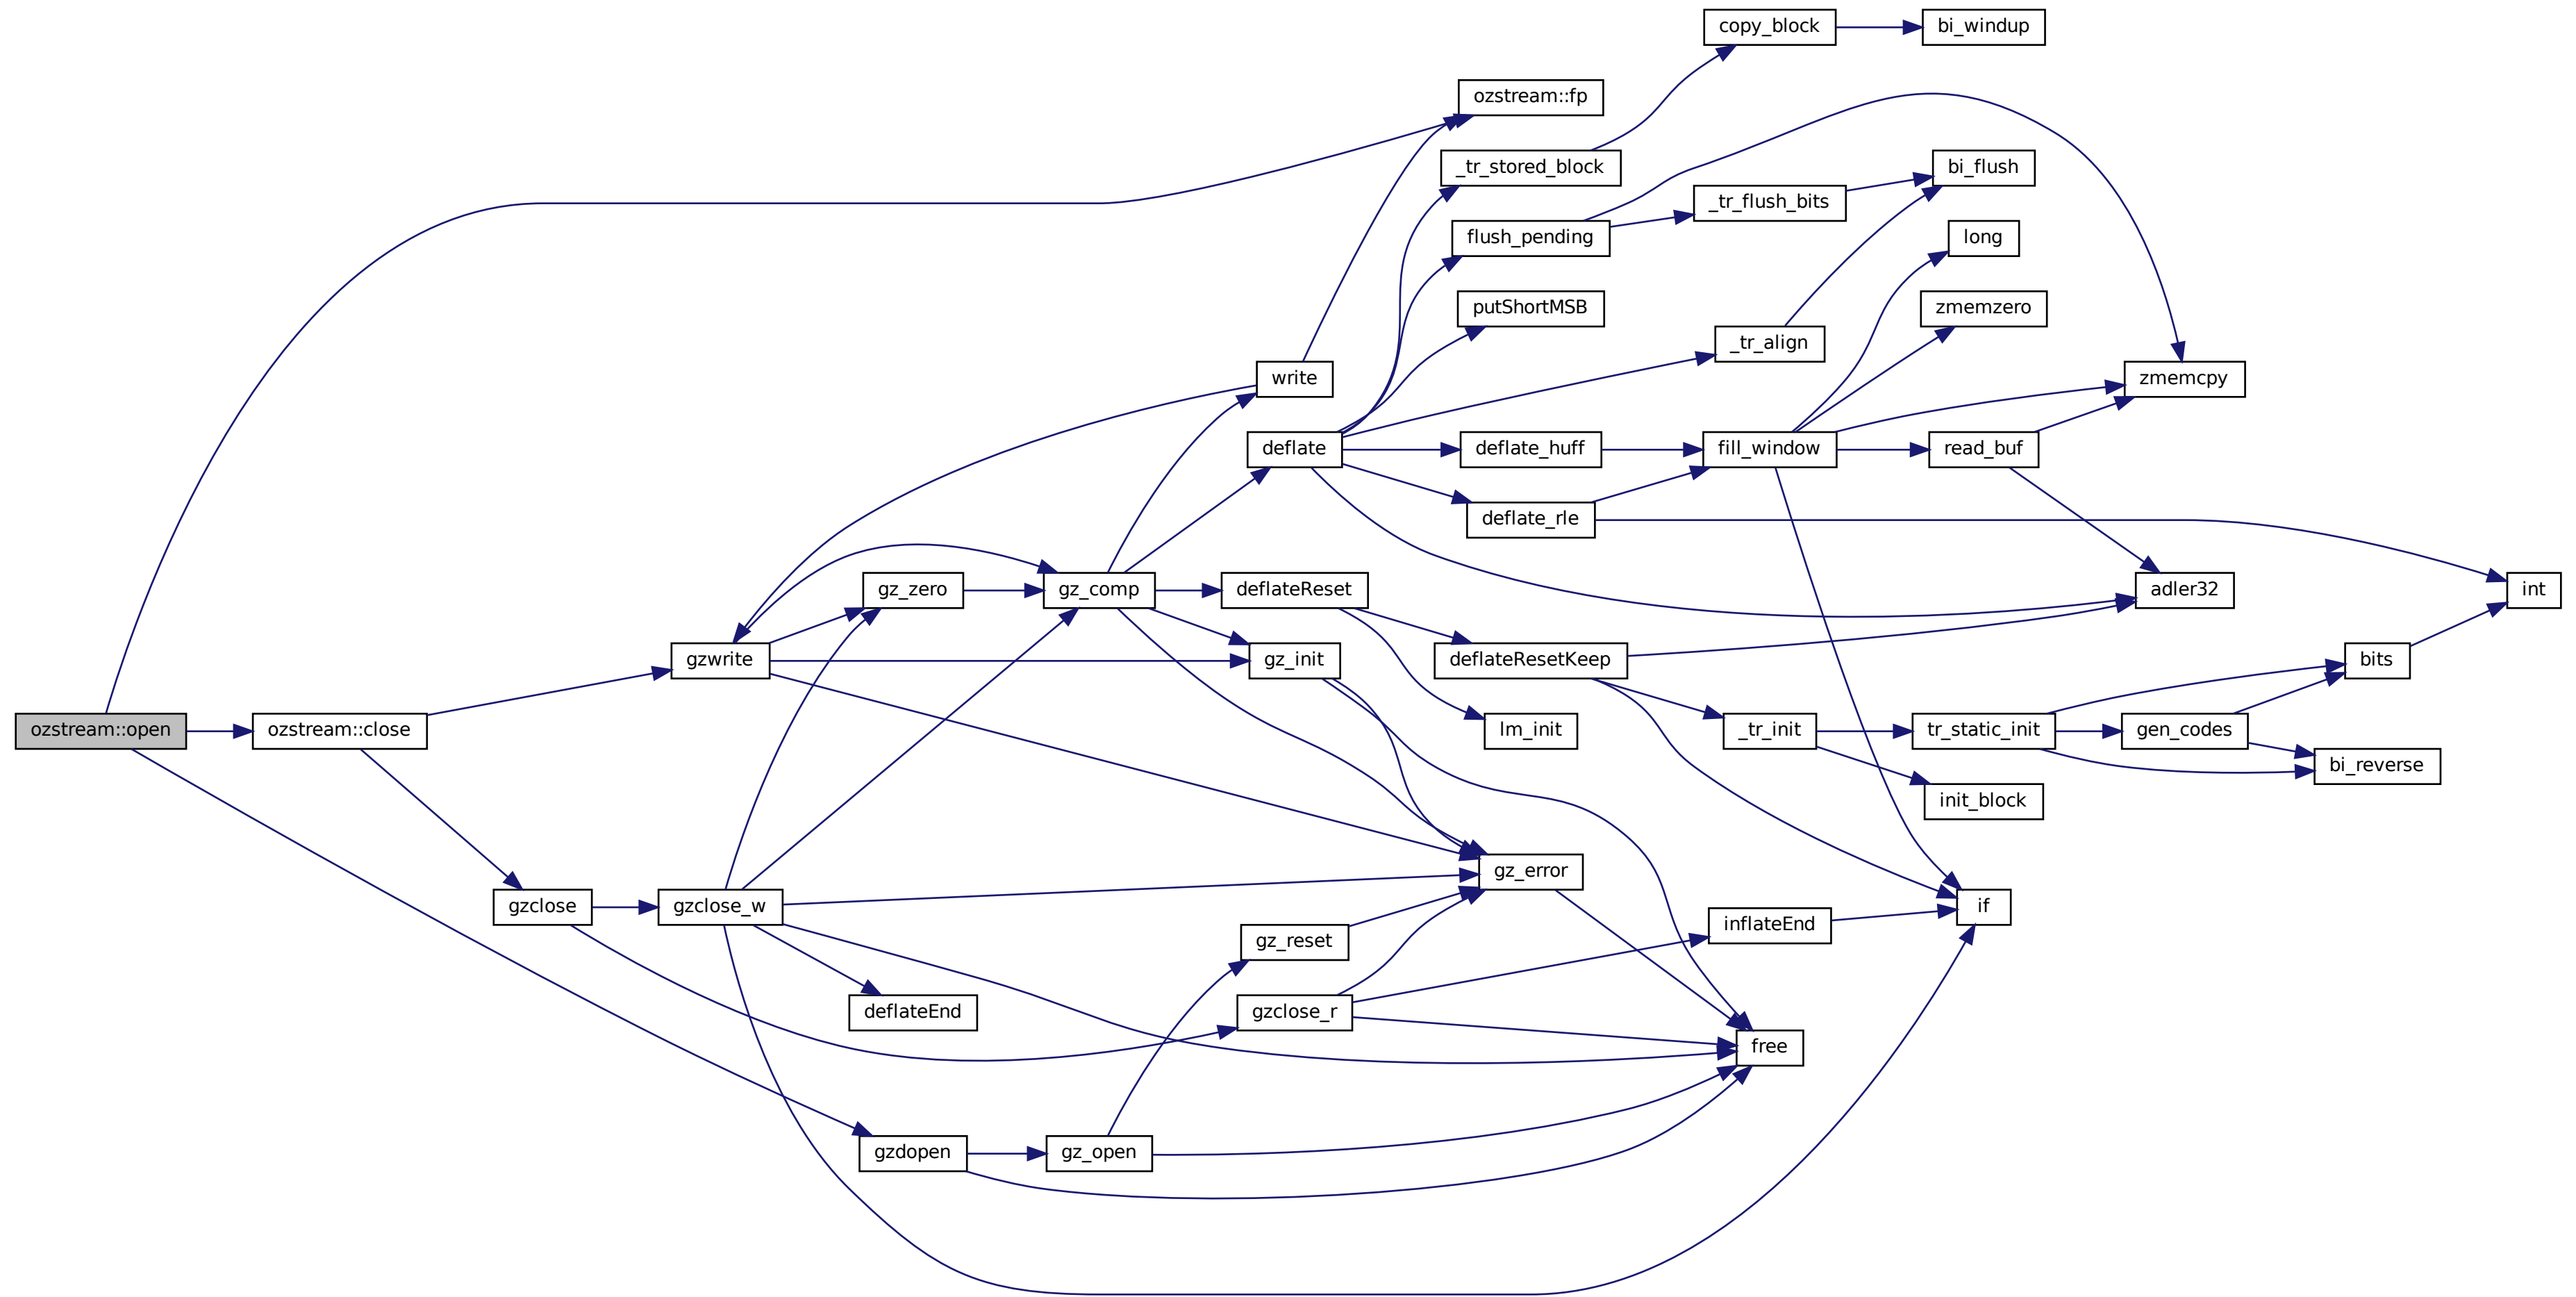 copy_block
bi_windup
ozstream::fp
_tr_stored_block
bi_flush
_tr_flush_bits
flush_pending
long
putShortMSB
zmemzero
_tr_align
write
zmemcpy
deflate
deflate_huff
fill_window
read_buf
deflate_rle
gz_zero
gz_comp
deflateReset
adler32
int
gzwrite
gz_init
deflateResetKeep
bits
ozstream::open
ozstream::close
lm_init
_tr_init
tr_static_init
gen_codes
bi_reverse
init_block
gz_error
gzclose
gzclose_w
if
gz_reset
inflateEnd
deflateEnd
gzclose_r
free
gzdopen
gz_open